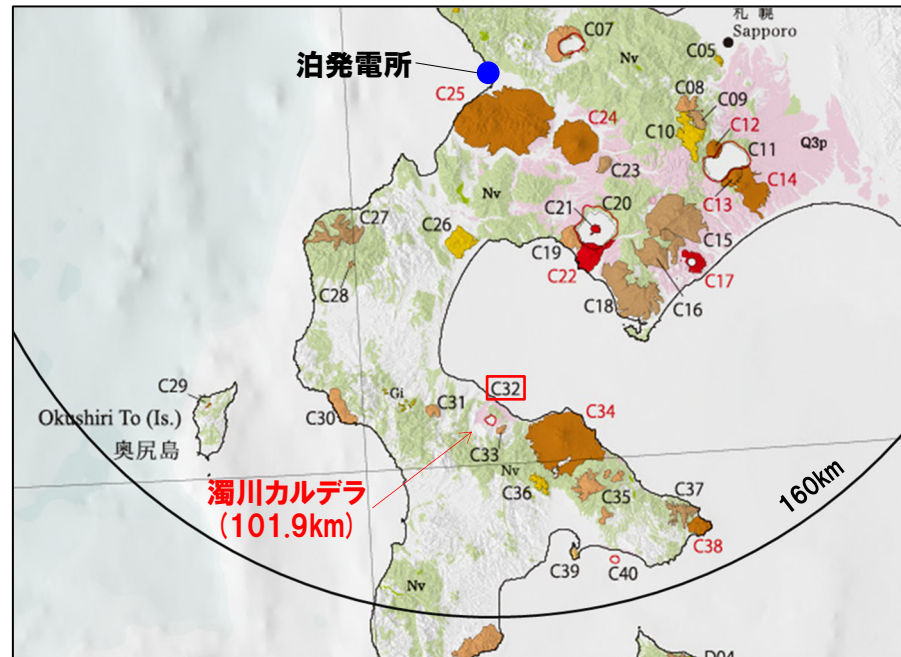 札幌
Sapporo
C07
C05
Nv
泊発電所
C25
C08
C09
C24
C10
C12
C11
Q3p
C23
C13
C14
Nv
C27
C26
C21
C20
C15
C19
C22
C17
C28
C18
C16
C29
C32
Okushiri To (Is.)
Gi
C31
C34
C30
奥尻島
C33
Nv
濁川カルデラ
(101.9km)
C36
C35
C37
160km
C38
C39
C40
Nv
D04